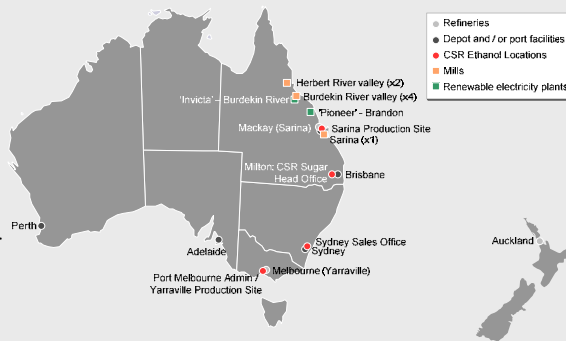 Refineries
Depot and / or port facilities
CSR Ethanol Locations
Mills
Renewable electricity plants
Herbert River valley (x2)
'Invicta' – Burdekin River
Burdekin River valley (x4)
'Pioneer' - Brandon
Mackay (Sarina)
Sarina Production Site
Sarina (x1)
Milton: CSR Sugar
Head Office
Brisbane
Perth
Adelaide
Sydney Sales Office
Sydney
Auckland
Melbourne (Yarraville)
Port Melbourne Admin /
Yarraville Production Site